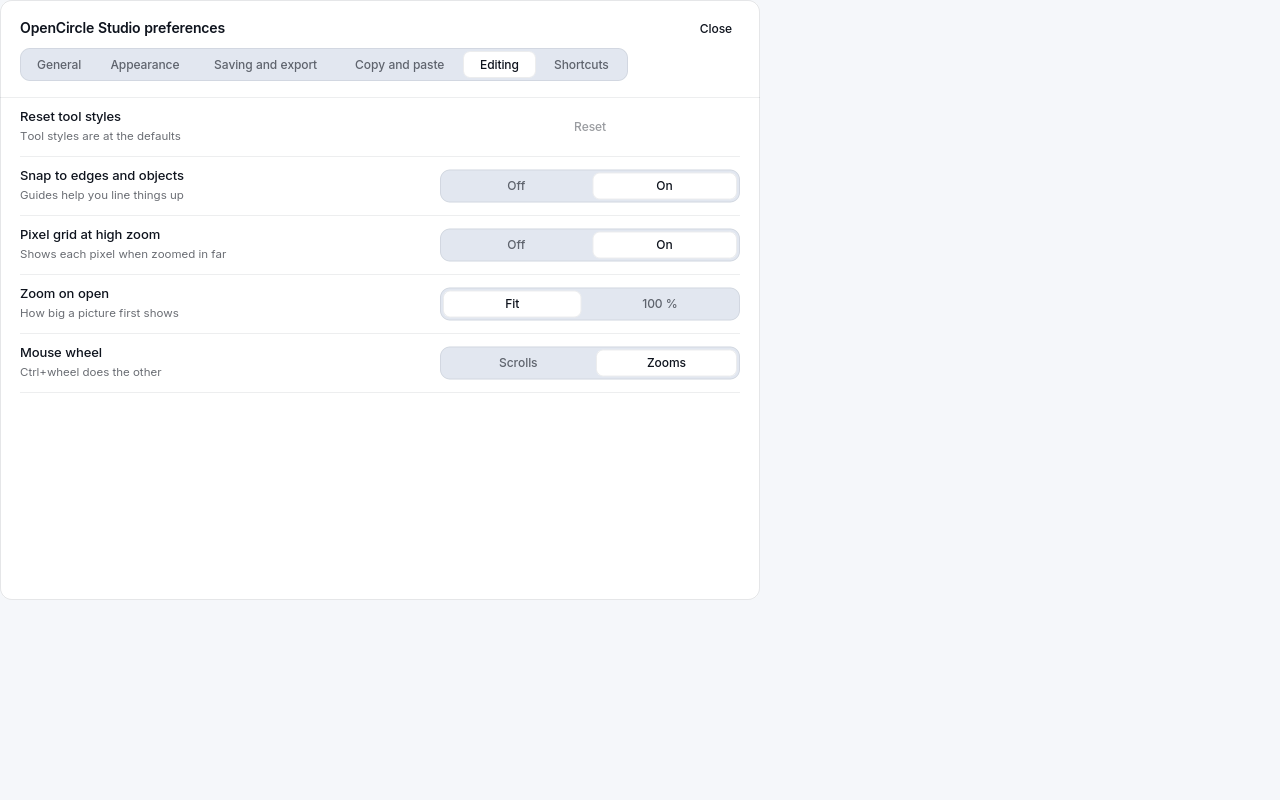 OpenCircle Studio preferences
Close
General Appearance Saving and export Copy and paste Editing Shortcuts
Reset tool styles
Tool styles are at the defaults
Reset
Snap to edges and objects
Guides help you line things up
Off On
Pixel grid at high zoom
Shows each pixel when zoomed in far
Off On
Zoom on open
How big a picture first shows
Fit 100 %
Mouse wheel
Ctrl+wheel does the other
Scrolls Zooms